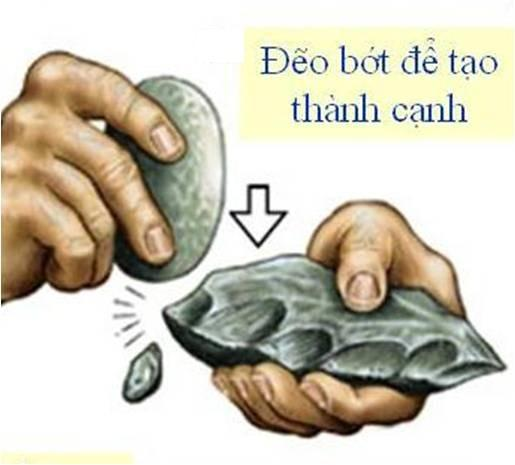 Đẽo bớt để tạo
thành cạnh